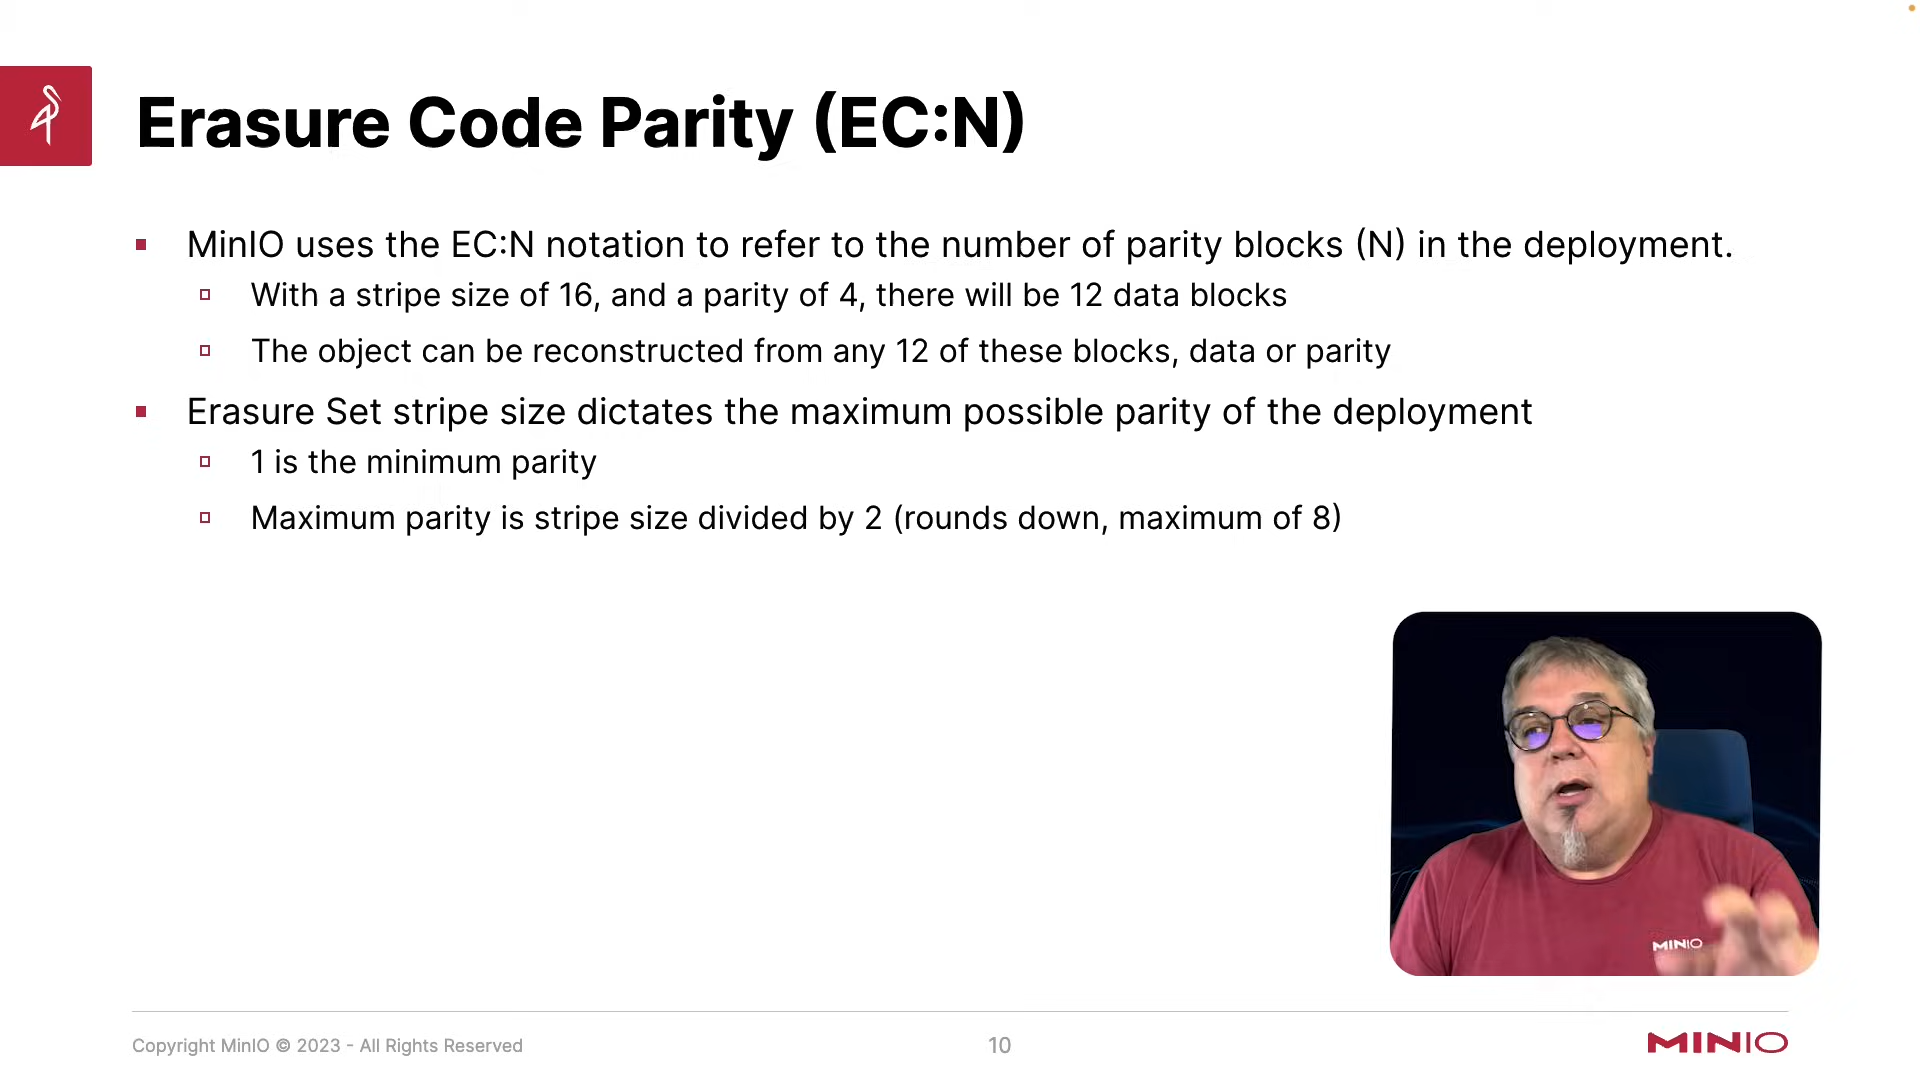 Erasure Code Parity (EC:N)
MinIO uses the EC:N notation to refer to the number of parity blocks (N) in the deployment.
With a stripe size of 16, and a parity of 4, there will be 12 data blocks
The object can be reconstructed from any 12 of these blocks, data or parity
Erasure Set stripe size dictates the maximum possible parity of the deployment
1 is the minimum parity
Maximum parity is stripe size divided by 2 (rounds down, maximum of 8)
MINIO
Copyright MinIO © 2023 - All Rights Reserved
10
MINIO